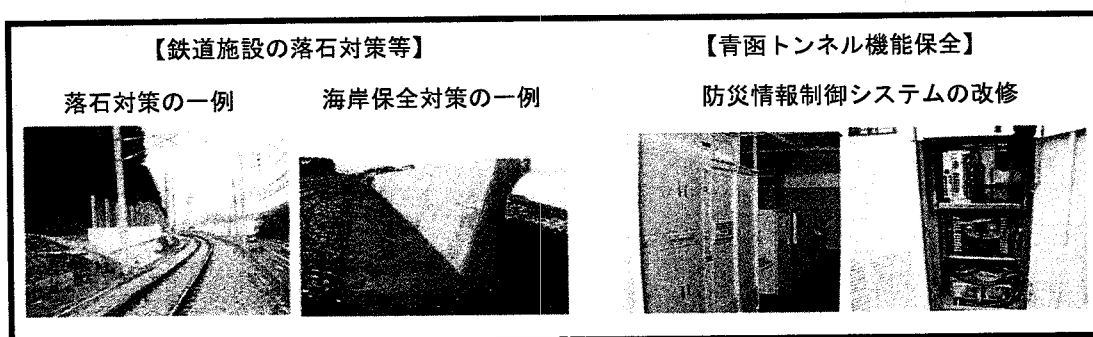 【鉄道施設の落石対策等】
落石対策の一例
海岸保全対策の一例
【青函トンネル機能保全】
防災情報制御システムの改修